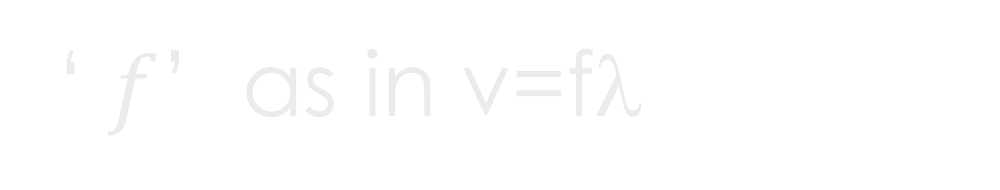 ‘ f ’ as in v=fλ